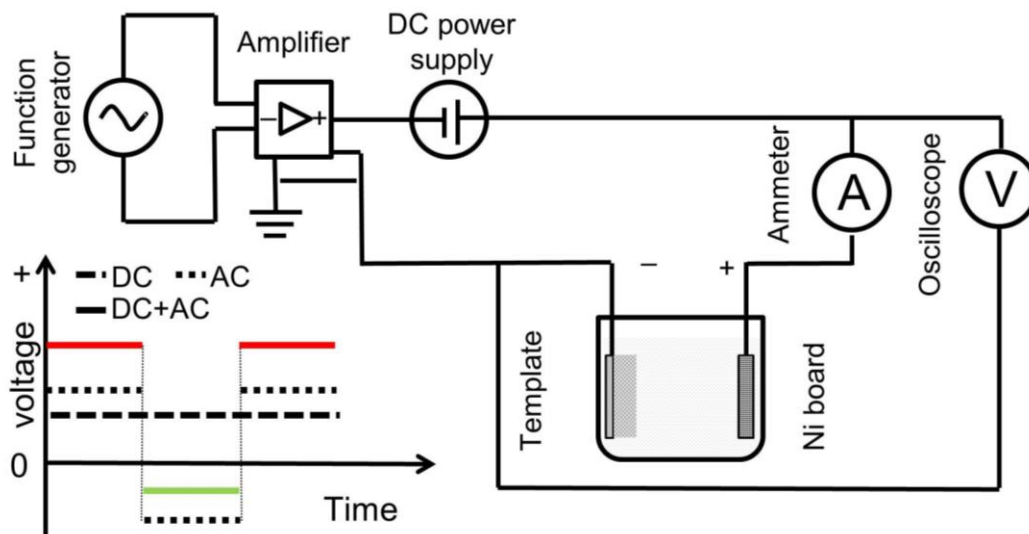 Function
generator
Amplifier
– +
DC power
supply
Ammeter
A
Oscilloscope
V
– +
Template
Ni board
DC AC
DC+AC
+
voltage
0
Time